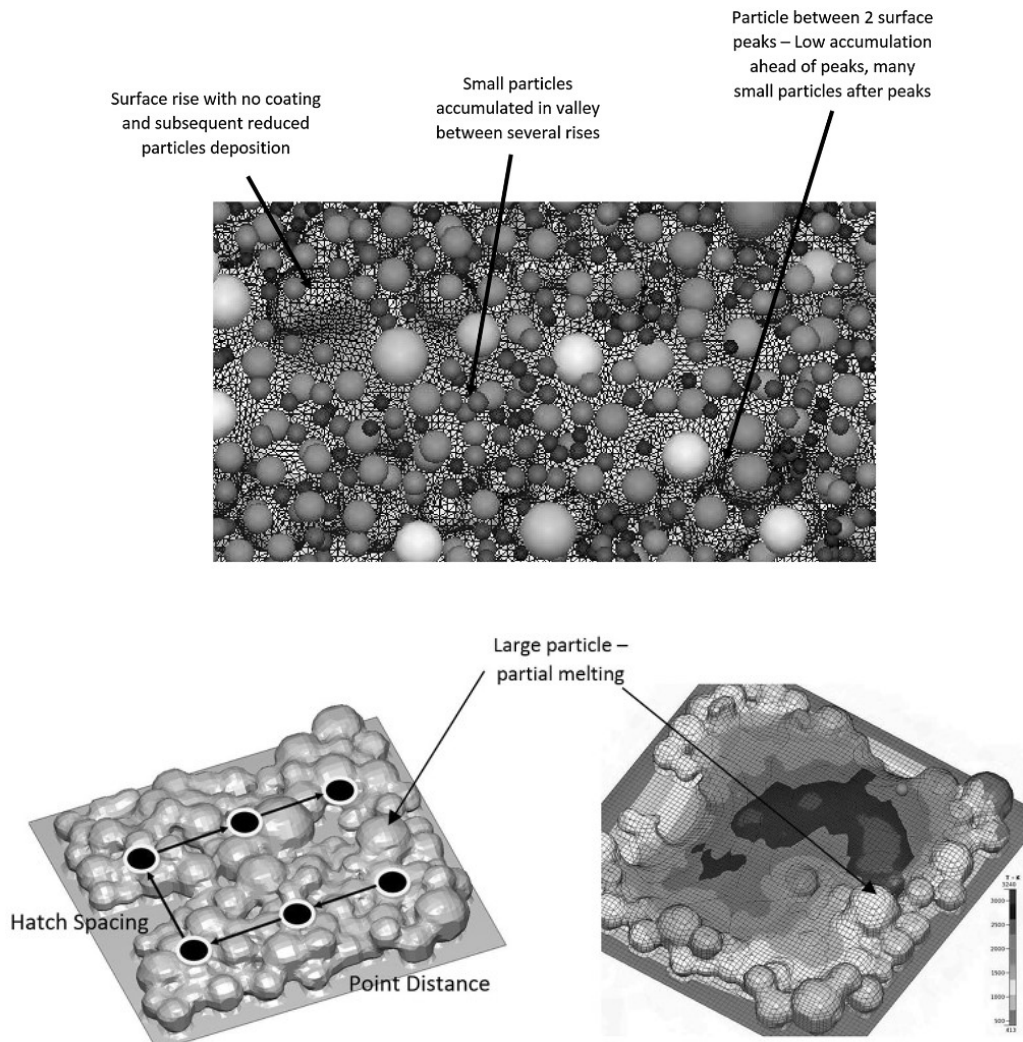 Surface rise with no coating
and subsequent reduced
particles deposition
Small particles
accumulated in valley
between several rises
Particle between 2 surface
peaks – Low accumulation
ahead of peaks, many
small particles after peaks
Large particle –
partial melting
Hatch Spacing
Point Distance
T - K
3240
3000
2500
2000
1500
1000
500
413